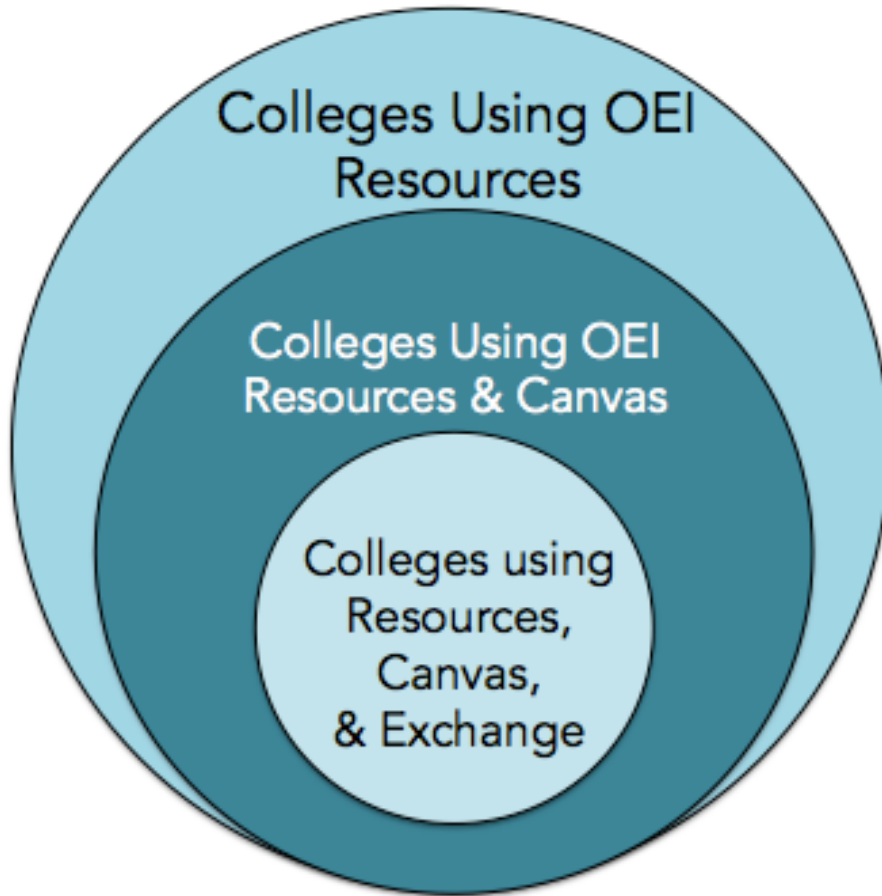 Colleges Using OEI
Resources
Colleges Using OEI
Resources & Canvas
Colleges using
Resources,
Canvas,
& Exchange